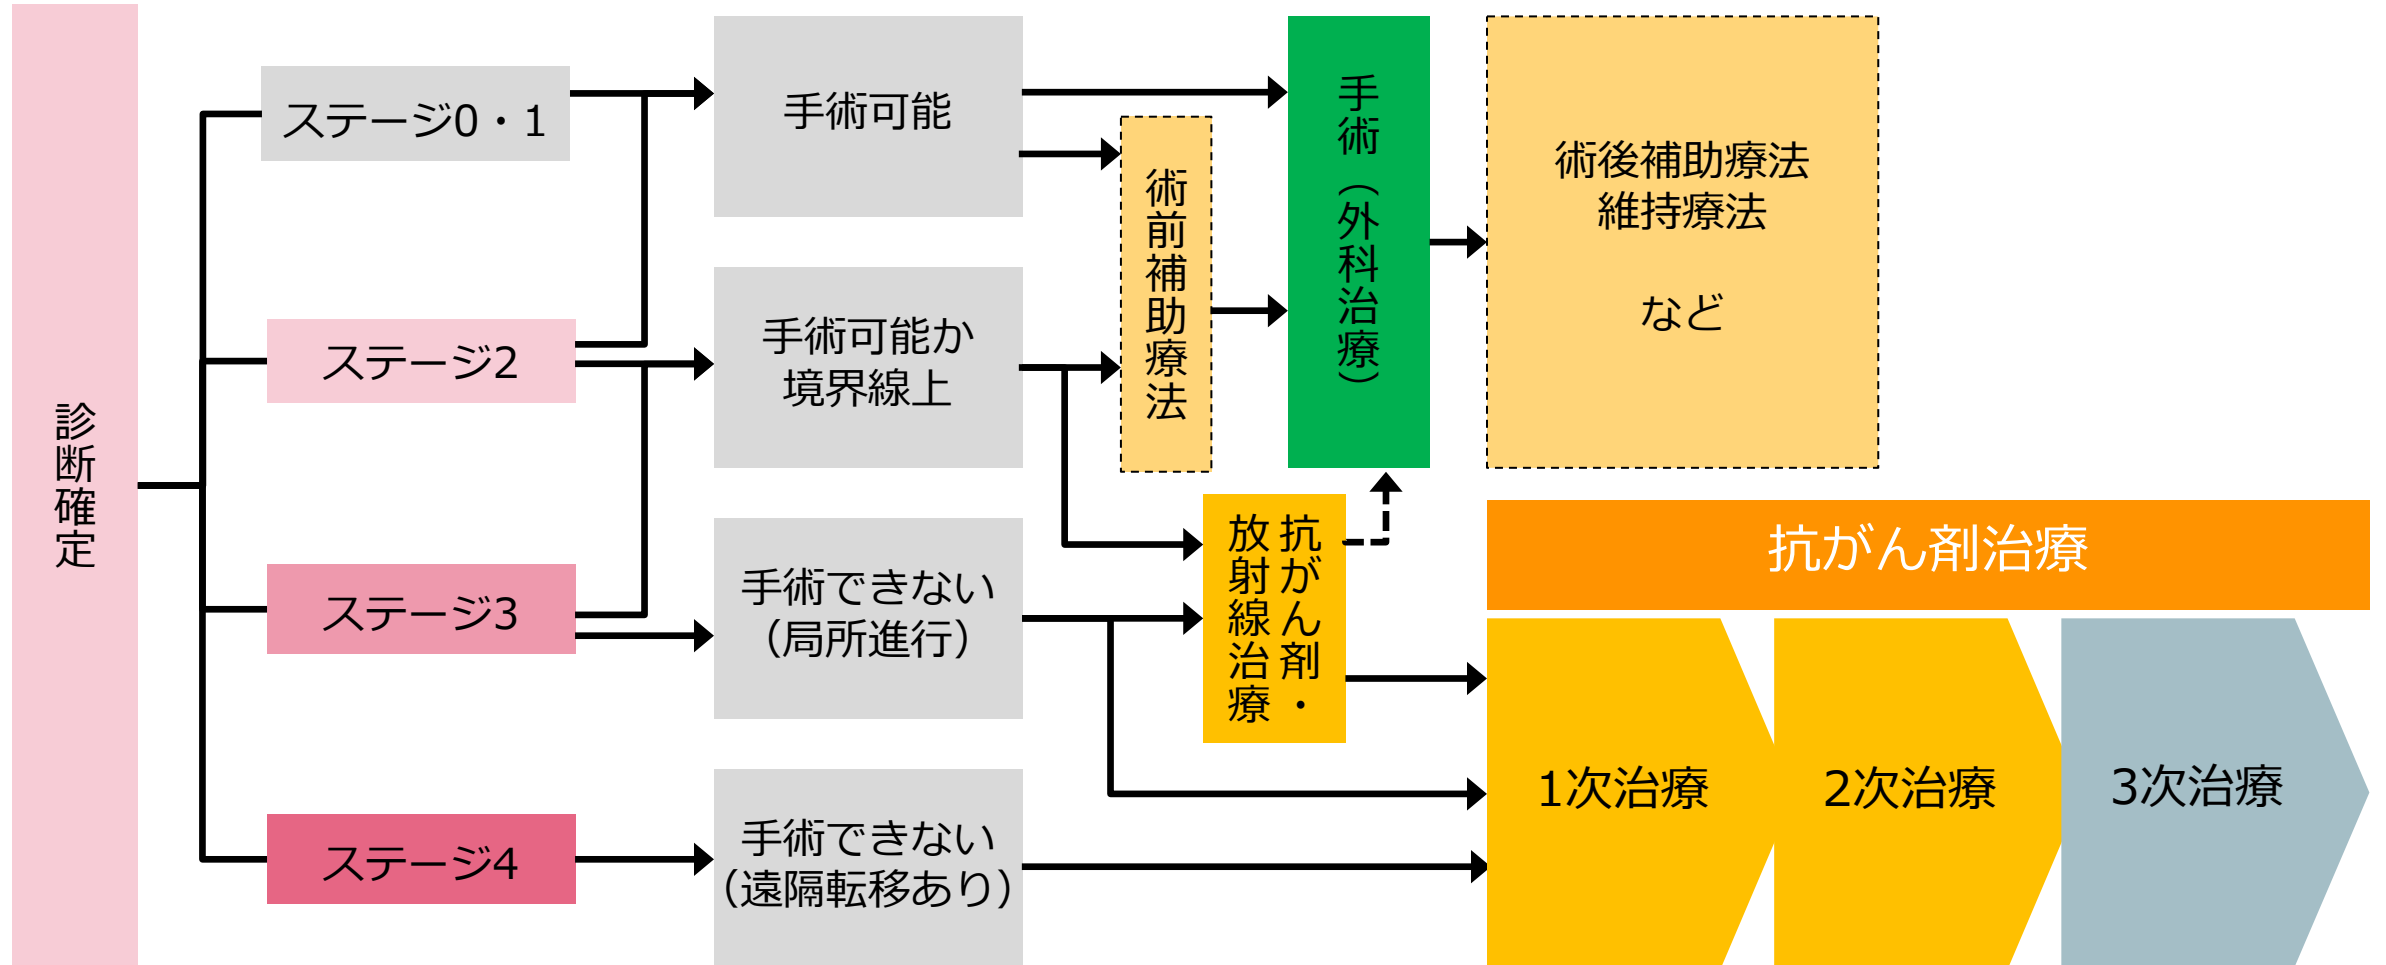 診断確定
ステージ0・1
ステージ2
ステージ3
ステージ4
手術可能
手術可能か
境界線上
手術できない
（局所進行）
手術できない
（遠隔転移あり）
術前補助療法
抗がん剤・
放射線治療
手術（外科治療）
術後補助療法
維持療法
など
抗がん剤治療
1次治療
2次治療
3次治療